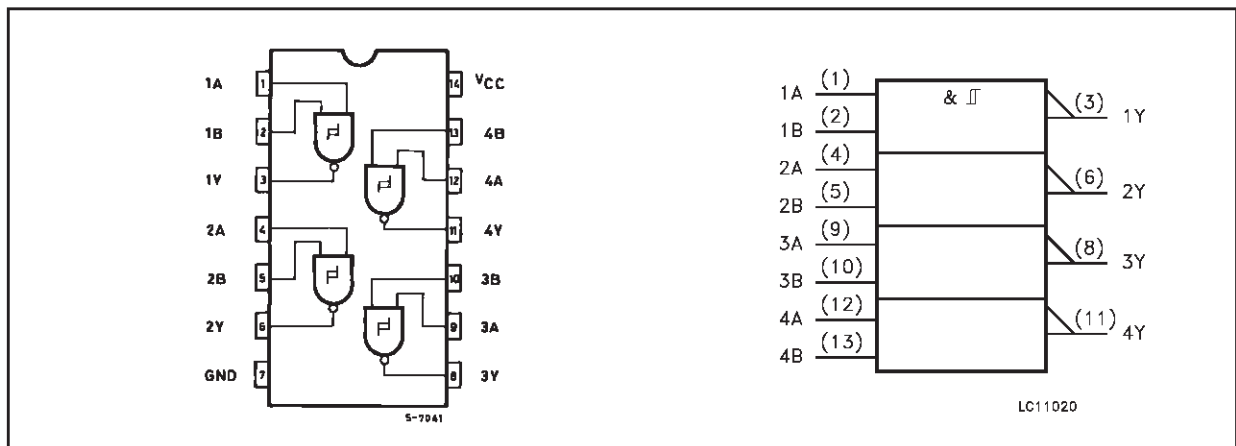 1A 1 14 VCC
1B 2 13 4B
1Y 3 12 4A
2A 4 11 4Y
2B 5 10 3B
2Y 6 9 3A
GND 7 8 3Y
S-7041
& 
1A (1)
1B (2)
2A (4)
2B (5)
3A (9)
3B (10)
4A (12)
4B (13)
(3) 1Y
(6) 2Y
(8) 3Y
(11) 4Y
LC11020